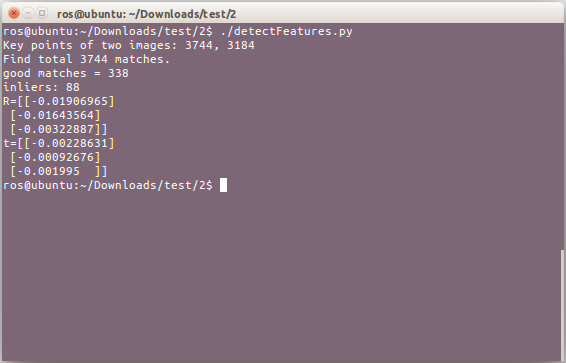 ros@ubuntu: ~/Downloads/test/2
ros@ubuntu:~/Downloads/test/2$ ./detectFeatures.py
Key points of two images: 3744, 3184
Find total 3744 matches.
good matches = 338
inliers: 88
R=[[-0.01906965]
 [-0.01643564]
 [-0.00322887]]
t=[[-0.00228631]
 [-0.00092676]
 [-0.001995  ]]
ros@ubuntu:~/Downloads/test/2$